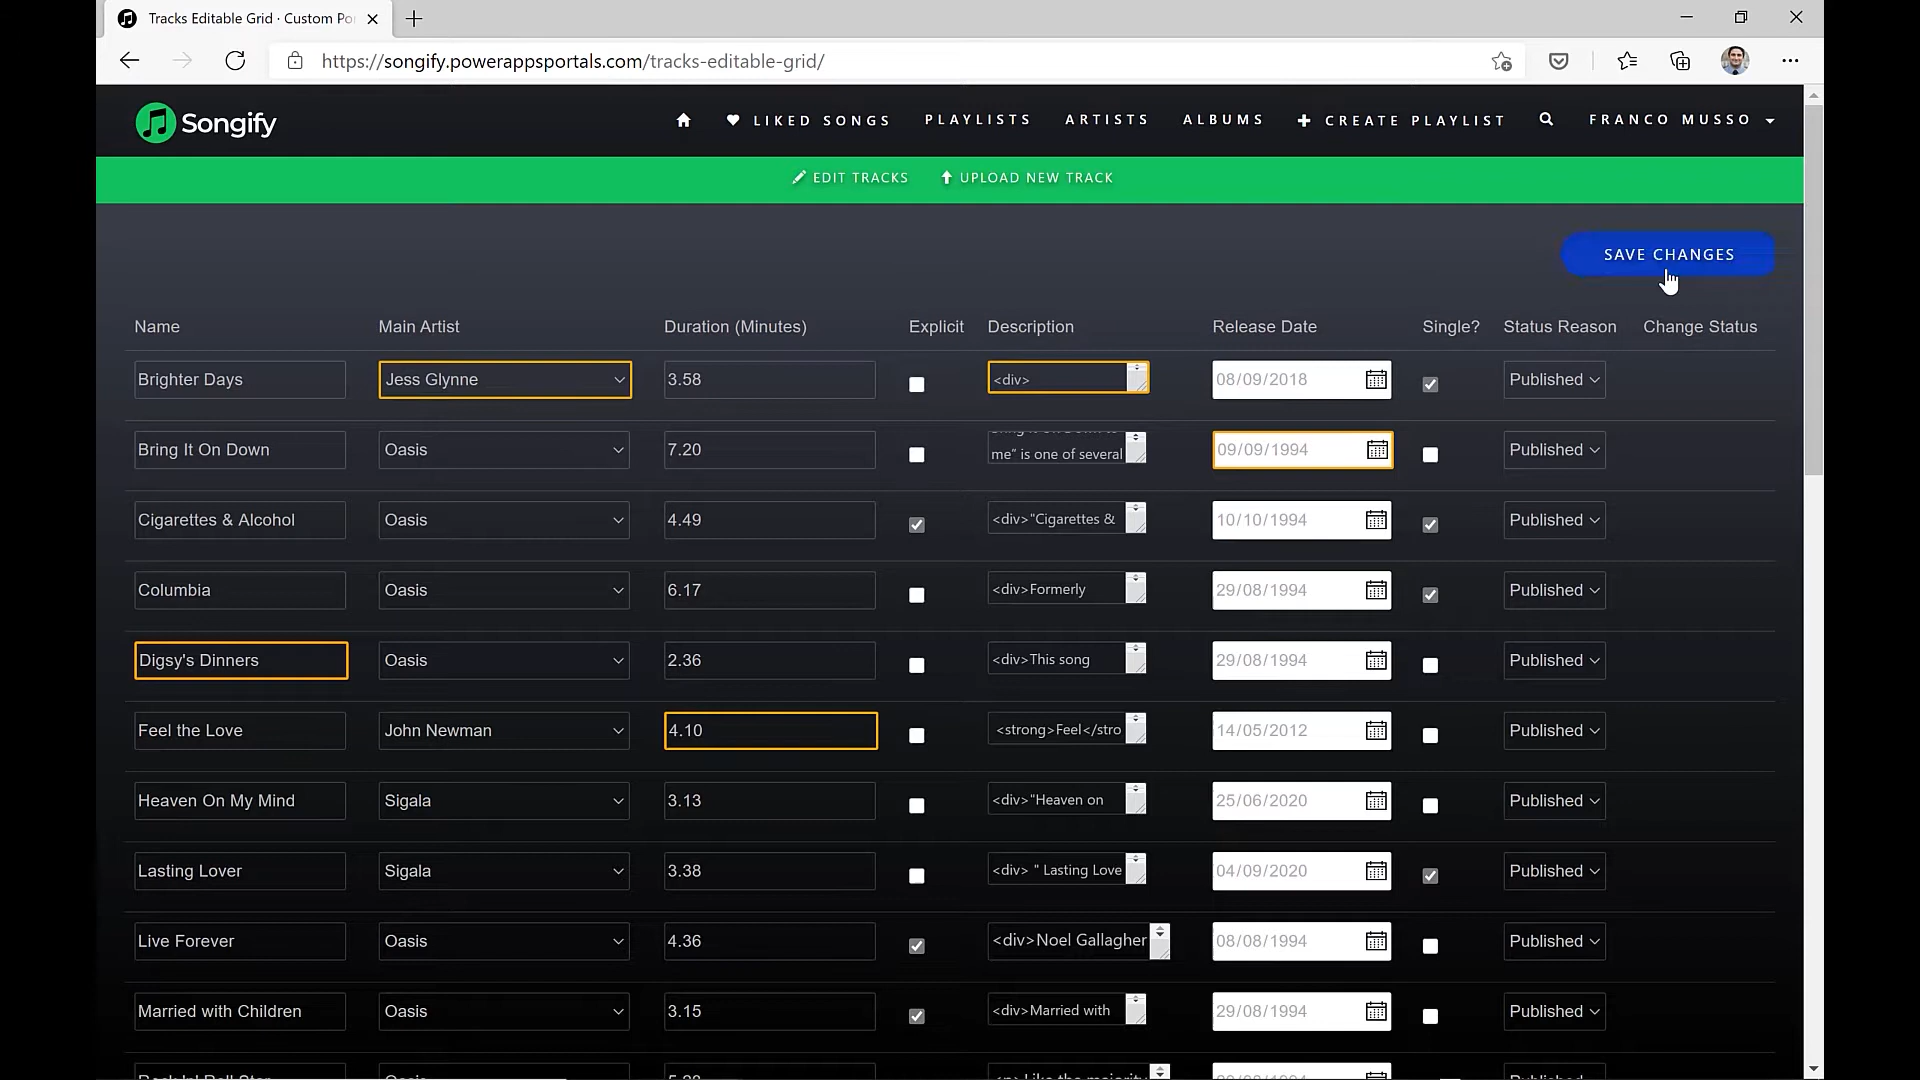 Tracks Editable Grid · Custom Po
https://songify.powerappsportals.com/tracks-editable-grid/
Songify LIKED SONGS PLAYLISTS ARTISTS ALBUMS CREATE PLAYLIST FRANCO MUSSO
EDIT TRACKS UPLOAD NEW TRACK
SAVE CHANGES
Name Main Artist Duration (Minutes) Explicit Description Release Date Single? Status Reason Change Status
Brighter Days Jess Glynne 3.58 <div> 08/09/2018 Published
Bring It On Down Oasis 7.20 Bring It On Down to me” is one of several 09/09/1994 Published
Cigarettes & Alcohol Oasis 4.49 <div>"Cigarettes & 10/10/1994 Published
Columbia Oasis 6.17 <div>Formerly 29/08/1994 Published
Digsy's Dinners Oasis 2.36 <div>This song 29/08/1994 Published
Feel the Love John Newman 4.10 <strong>Feel</stro 14/05/2012 Published
Heaven On My Mind Sigala 3.13 <div>"Heaven on 25/06/2020 Published
Lasting Lover Sigala 3.38 <div> " Lasting Love 04/09/2020 Published
Live Forever Oasis 4.36 <div>Noel Gallagher 08/08/1994 Published
Married with Children Oasis 3.15 <div>Married with 29/08/1994 Published